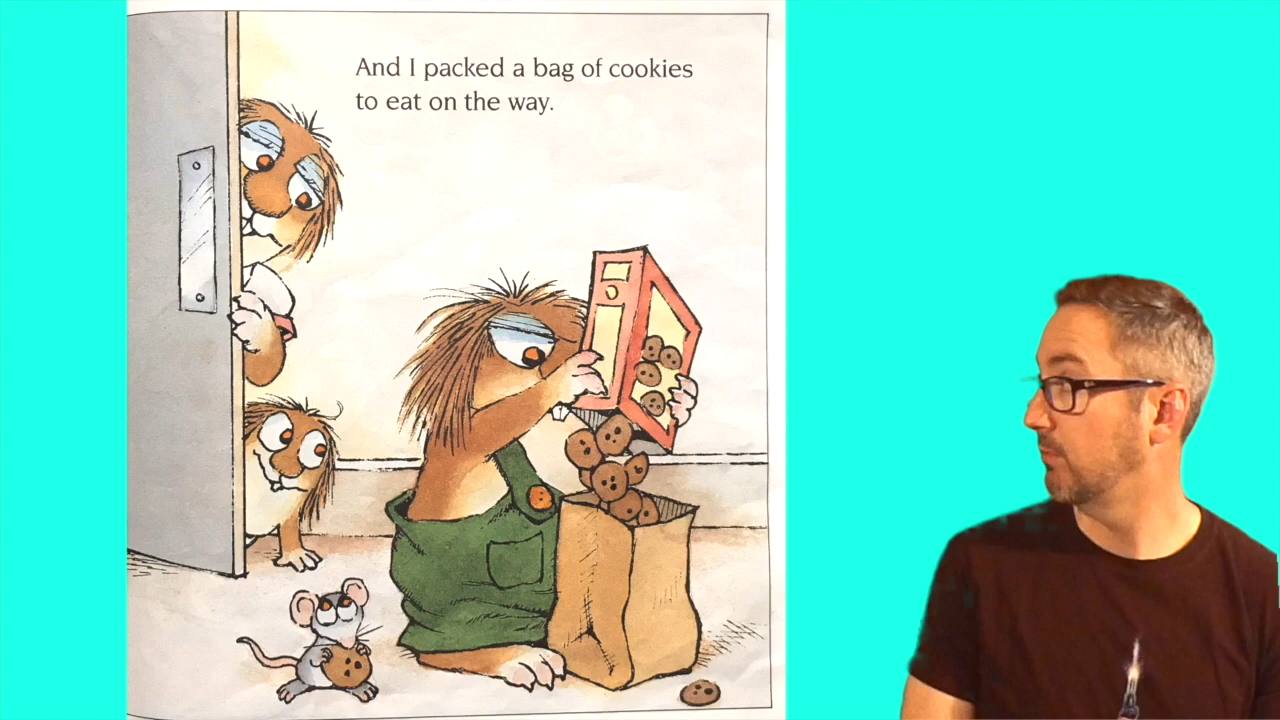 And I packed a bag of cookies
to eat on the way.